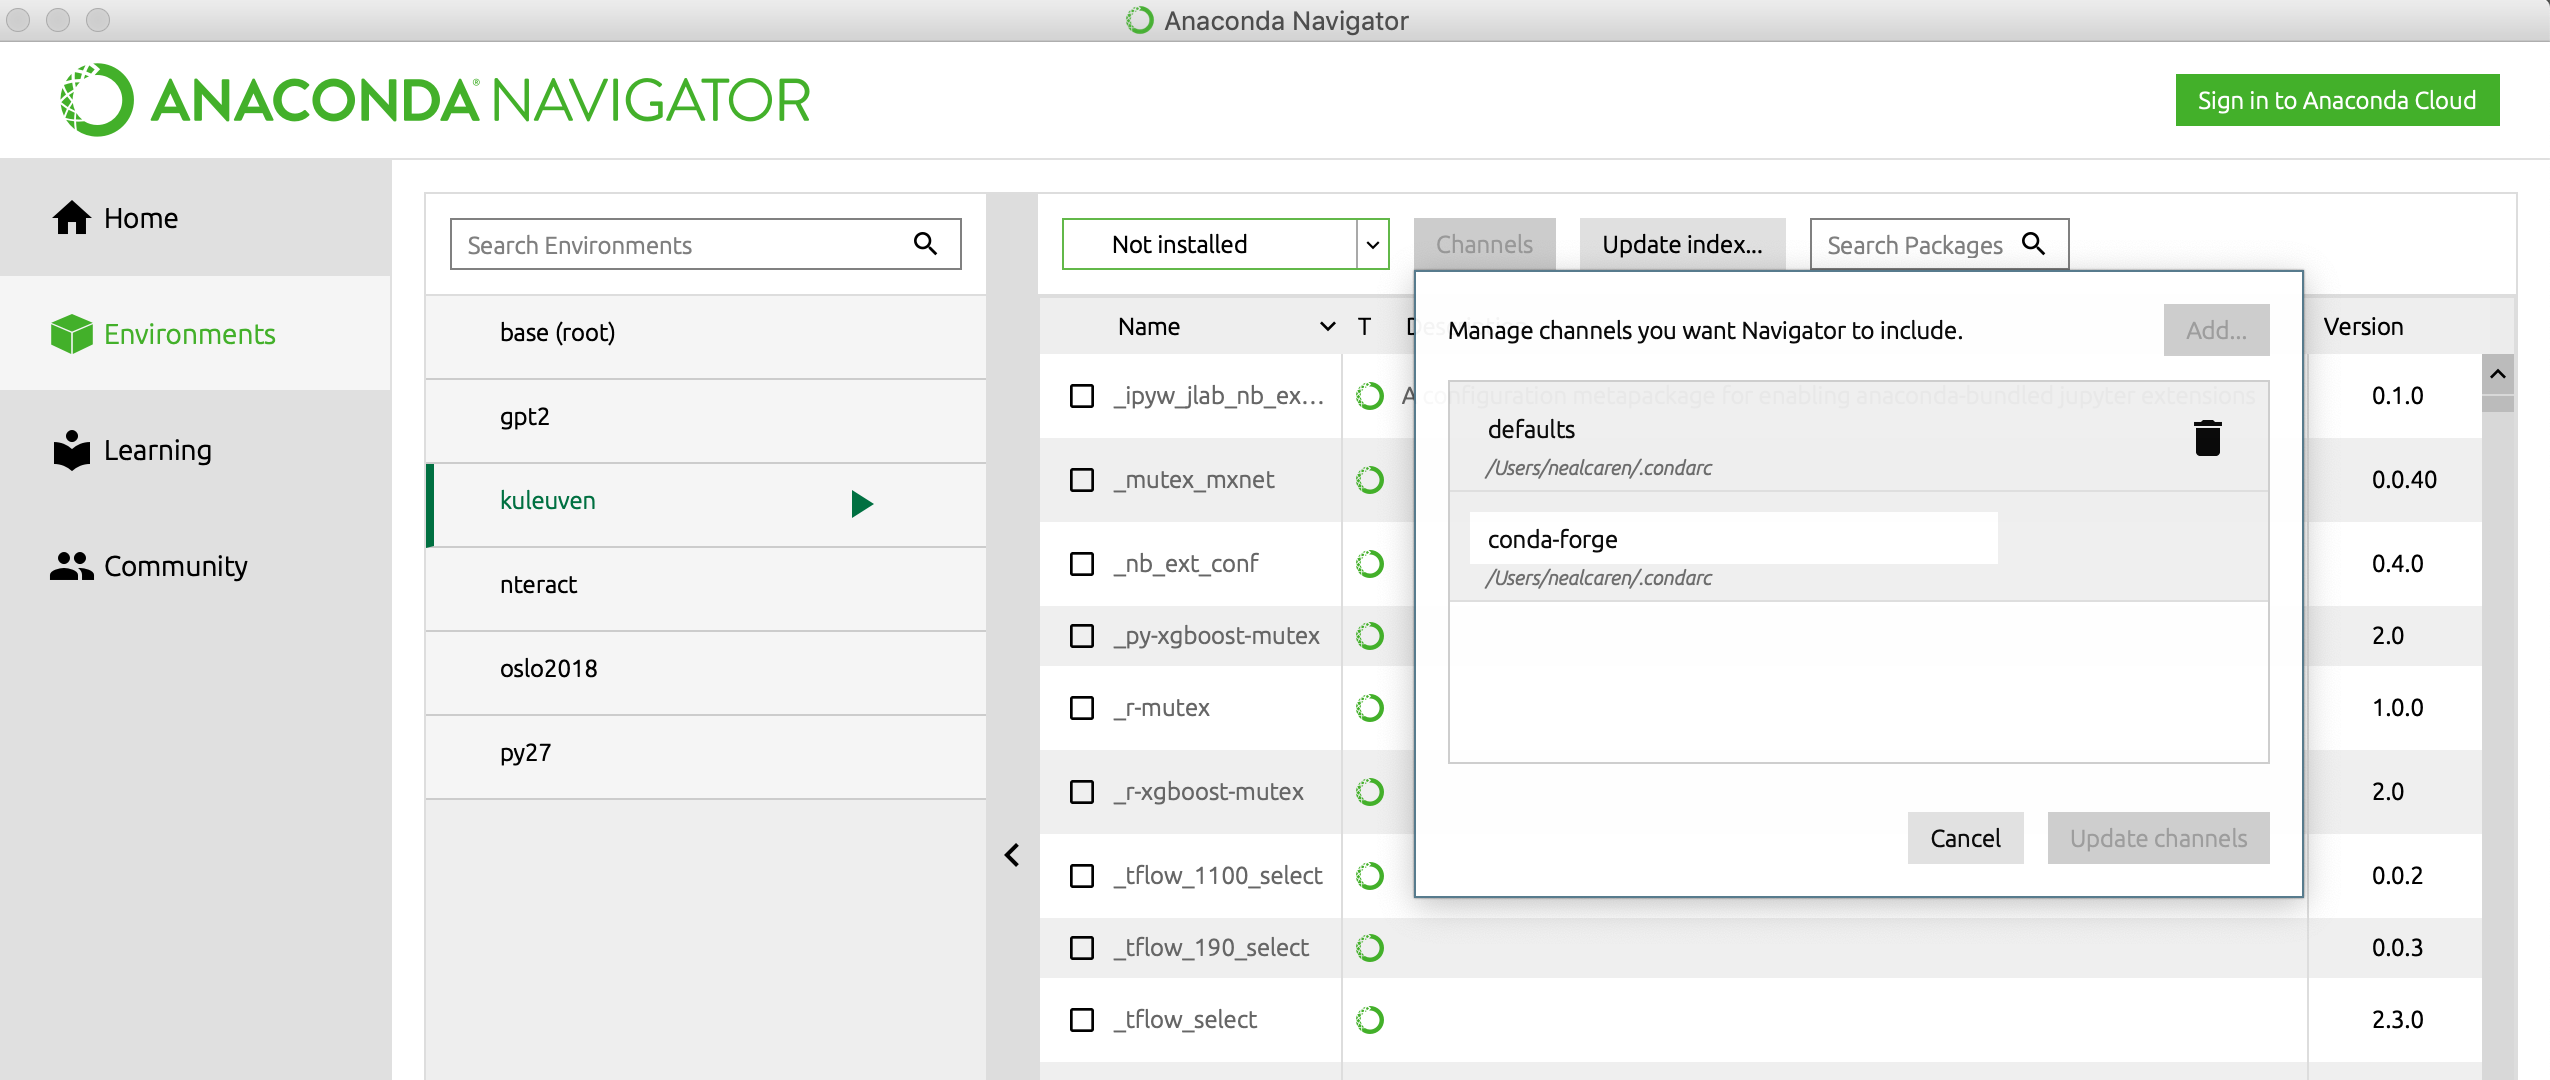 Anaconda Navigator
ANACONDA® NAVIGATOR
Sign in to Anaconda Cloud
Home
Environments
Learning
Community
Search Environments
base (root)
gpt2
kuleuven
nteract
oslo2018
py27
Not installed
Channels
Update index...
Search Packages
Name T Version
_ipyw_jlab_nb_ex... A configuration metapackage for enabling anaconda-bundled jupyter extensions 0.1.0
_mutex_mxnet 0.0.40
_nb_ext_conf 0.4.0
_py-xgboost-mutex 2.0
_r-mutex 1.0.0
_r-xgboost-mutex 2.0
_tflow_1100_select 0.0.2
_tflow_190_select 0.0.3
_tflow_select 2.3.0
Manage channels you want Navigator to include.
Add...
defaults
/Users/nealcaren/.condarc
conda-forge
/Users/nealcaren/.condarc
Cancel
Update channels